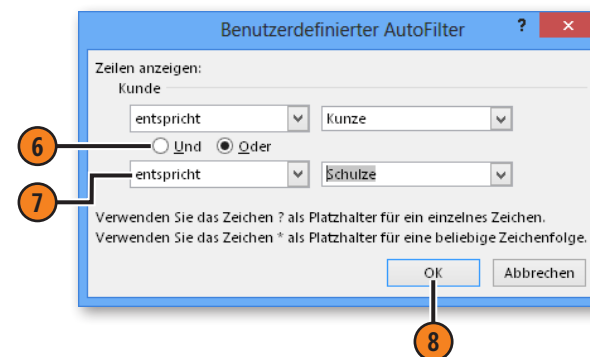 Benutzerdefinierter AutoFilter ? ×
Zeilen anzeigen:
Kunde
entspricht Kunze
6 Und Oder
7 entspricht Schulze
Verwenden Sie das Zeichen ? als Platzhalter für ein einzelnes Zeichen.
Verwenden Sie das Zeichen * als Platzhalter für eine beliebige Zeichenfolge.
OK Abbrechen
8